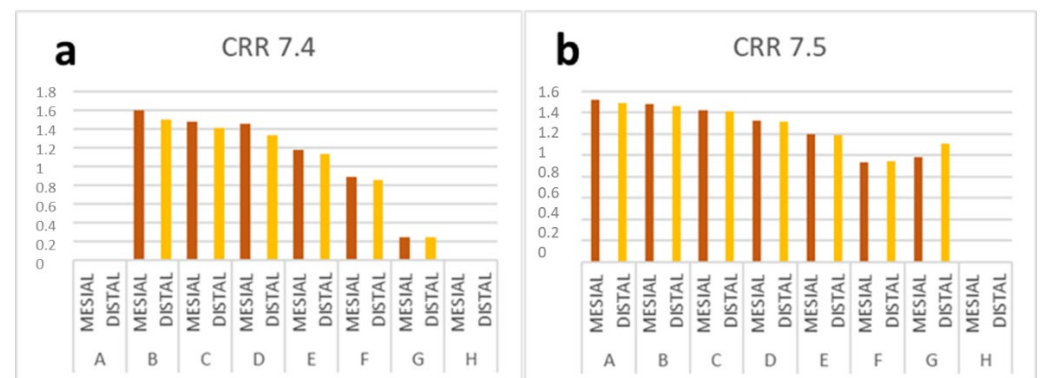 a
CRR 7.4
1.8
1.6
1.4
1.2
1
0.8
0.6
0.4
0.2
0
MESIAL DISTAL MESIAL DISTAL MESIAL DISTAL MESIAL DISTAL MESIAL DISTAL MESIAL DISTAL MESIAL DISTAL MESIAL DISTAL
A B C D E F G H
b
CRR 7.5
1.6
1.4
1.2
1
0.8
0.6
0.4
0.2
0
MESIAL DISTAL MESIAL DISTAL MESIAL DISTAL MESIAL DISTAL MESIAL DISTAL MESIAL DISTAL MESIAL DISTAL MESIAL DISTAL
A B C D E F G H